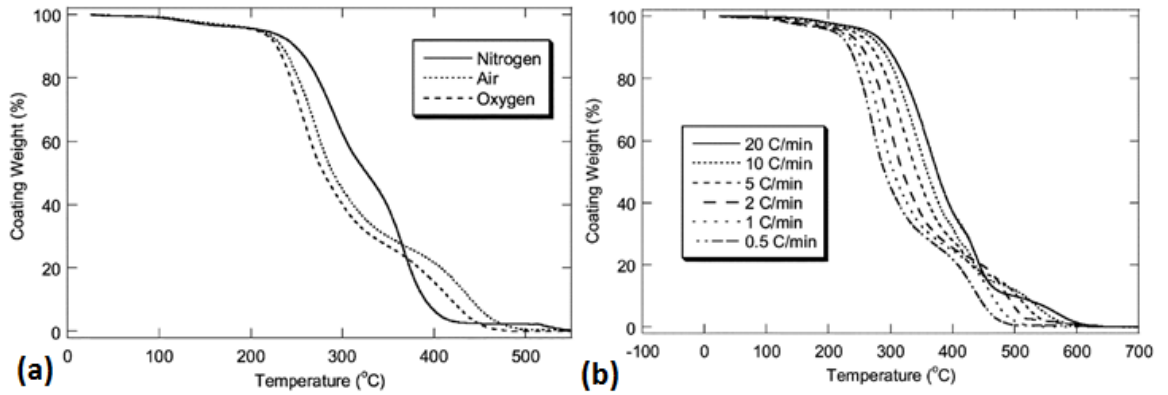 100
80
60
40
20
0
Coating Weight (%)
Nitrogen
Air
Oxygen
0 100 200 300 400 500
Temperature (°C)
(a)
100
80
60
40
20
0
Coating Weight (%)
20 C/min
10 C/min
5 C/min
2 C/min
1 C/min
0.5 C/min
-100 0 100 200 300 400 500 600 700
Temperature (°C)
(b)